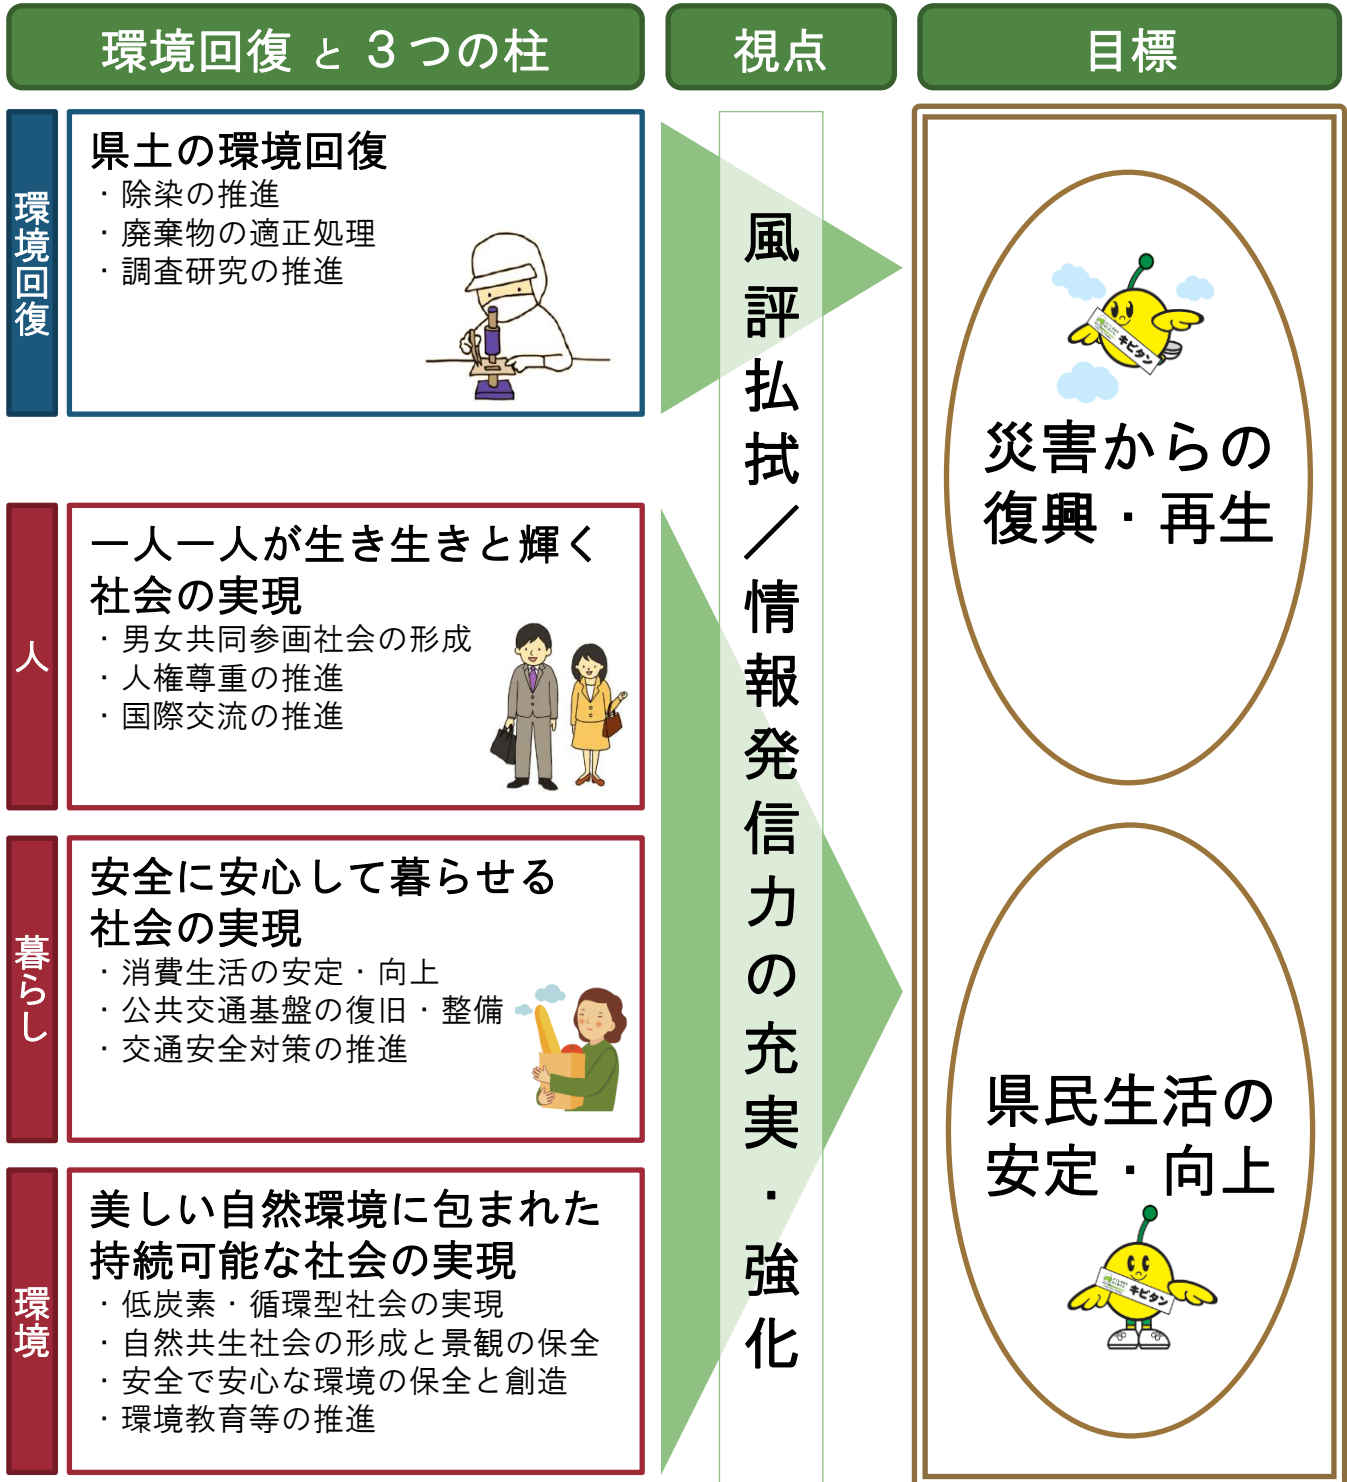 環境回復 と ３つの柱
視点
目標
環境回復
県土の環境回復
・除染の推進
・廃棄物の適正処理
・調査研究の推進
人
一人一人が生き生きと輝く
社会の実現
・男女共同参画社会の形成
・人権尊重の推進
・国際交流の推進
暮らし
安全に安心して暮らせる
社会の実現
・消費生活の安定・向上
・公共交通基盤の復旧・整備
・交通安全対策の推進
環境
美しい自然環境に包まれた
持続可能な社会の実現
・低炭素・循環型社会の実現
・自然共生社会の形成と景観の保全
・安全で安心な環境の保全と創造
・環境教育等の推進
風評払拭／情報発信力の充実・強化
キビタン
災害からの
復興・再生
県民生活の
安定・向上
キビタン